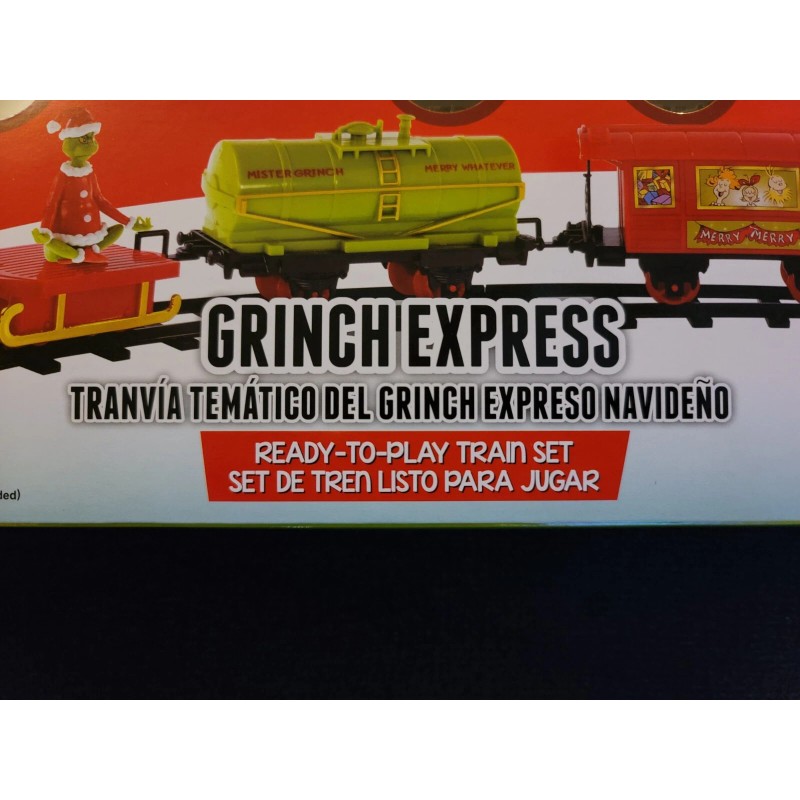 MISTER GRINCH
MERRY WHATEVER
MERRY MERRY
GRINCH EXPRESS
TRANVÍA TEMÁTICO DEL GRINCH EXPRESO NAVIDEÑO
READY-TO-PLAY TRAIN SET
SET DE TREN LISTO PARA JUGAR